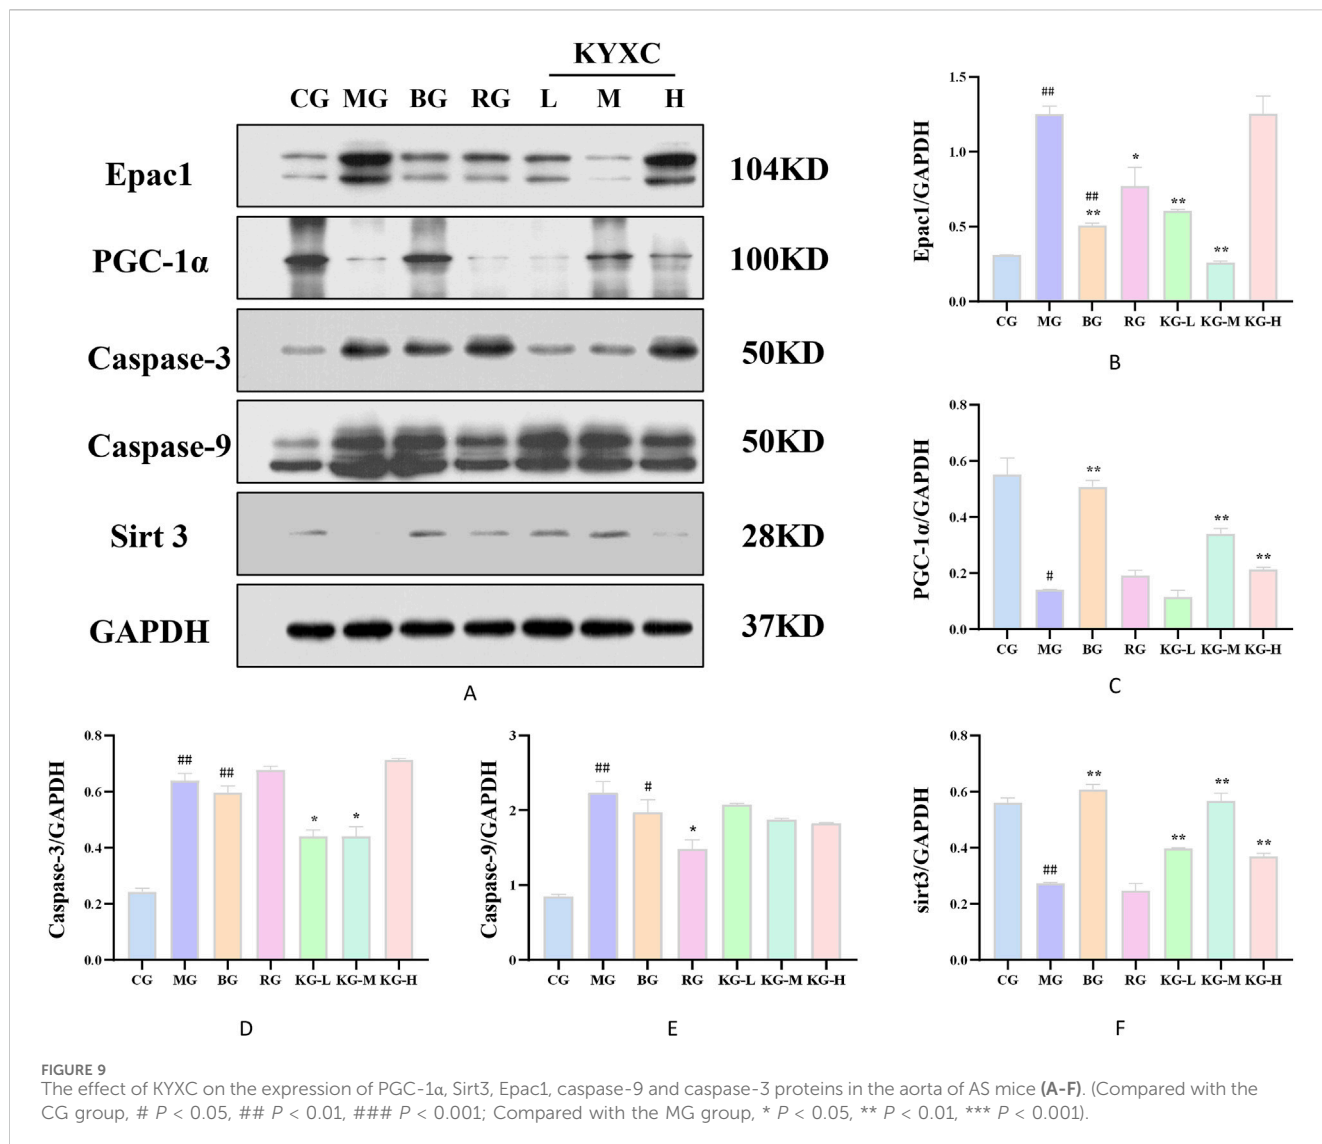 KYXC
CG MG BG RG L M H
Epac1 104KD
PGC-1α 100KD
Caspase-3 50KD
Caspase-9 50KD
Sirt 3 28KD
GAPDH 37KD
A
Epac1/GAPDH
1.5
1.0
0.5
0.0
##
##
**
*
**
**
CG MG BG RG KG-L KG-M KG-H
B
PGC-1α/GAPDH
0.8
0.6
0.4
0.2
0.0
#
**
**
**
CG MG BG RG KG-L KG-M KG-H
C
Caspase-3/GAPDH
0.8
0.6
0.4
0.2
0.0
##
##
*
*
CG MG BG RG KG-L KG-M KG-H
D
Caspase-9/GAPDH
3
2
1
0
##
#
*
CG MG BG RG KG-L KG-M KG-H
E
sirt3/GAPDH
0.8
0.6
0.4
0.2
0.0
##
**
**
**
**
CG MG BG RG KG-L KG-M KG-H
F
FIGURE 9
The effect of KYXC on the expression of PGC-1α, Sirt3, Epac1, caspase-9 and caspase-3 proteins in the aorta of AS mice (A-F). (Compared with the
CG group, # P < 0.05, ## P < 0.01, ### P < 0.001; Compared with the MG group, * P < 0.05, ** P < 0.01, *** P < 0.001).